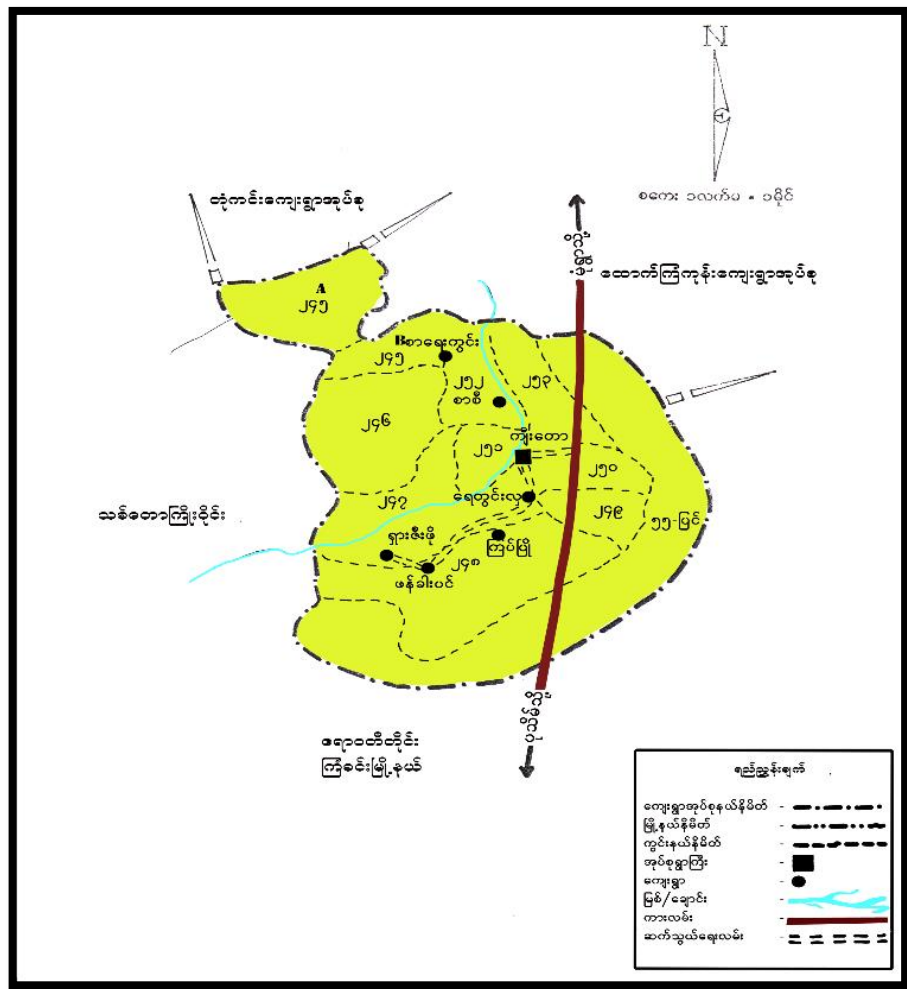 N
စကေး ၁လက်မ = ၁မိုင်
တုံကင်းကျေးရွာအုပ်စု
ထောက်ကြံ့ကုန်းကျေးရွာအုပ်စု
A
၂၄၅
B စာရေးကွင်း
၂၄၅
၂၅၂
၂၅၃
စာစီ
၂၄၆
ကျီးတော
၂၅၁
၂၅၀
ရေတွင်းလှ
၂၄၇
၂၄၉
၅၅-ပြင်
သစ်တောကြိုးဝိုင်း
ရှားဇီးဖို
ကြပ်ပြို
၂၄၈
ဖန်ခါးပင်
ဧရာဝတီတိုင်း
ကြံခင်းမြို့နယ်
ရည်ညွှန်းချက်
ကျေးရွာအုပ်စုနယ်နိမိတ် -
မြို့နယ်နိမိတ် -
ကွင်းနယ်နိမိတ် -
အုပ်စုရွာကြီး -
ကျေးရွာ -
မြစ်/ချောင်း -
ကားလမ်း -
ဆက်သွယ်ရေးလမ်း -